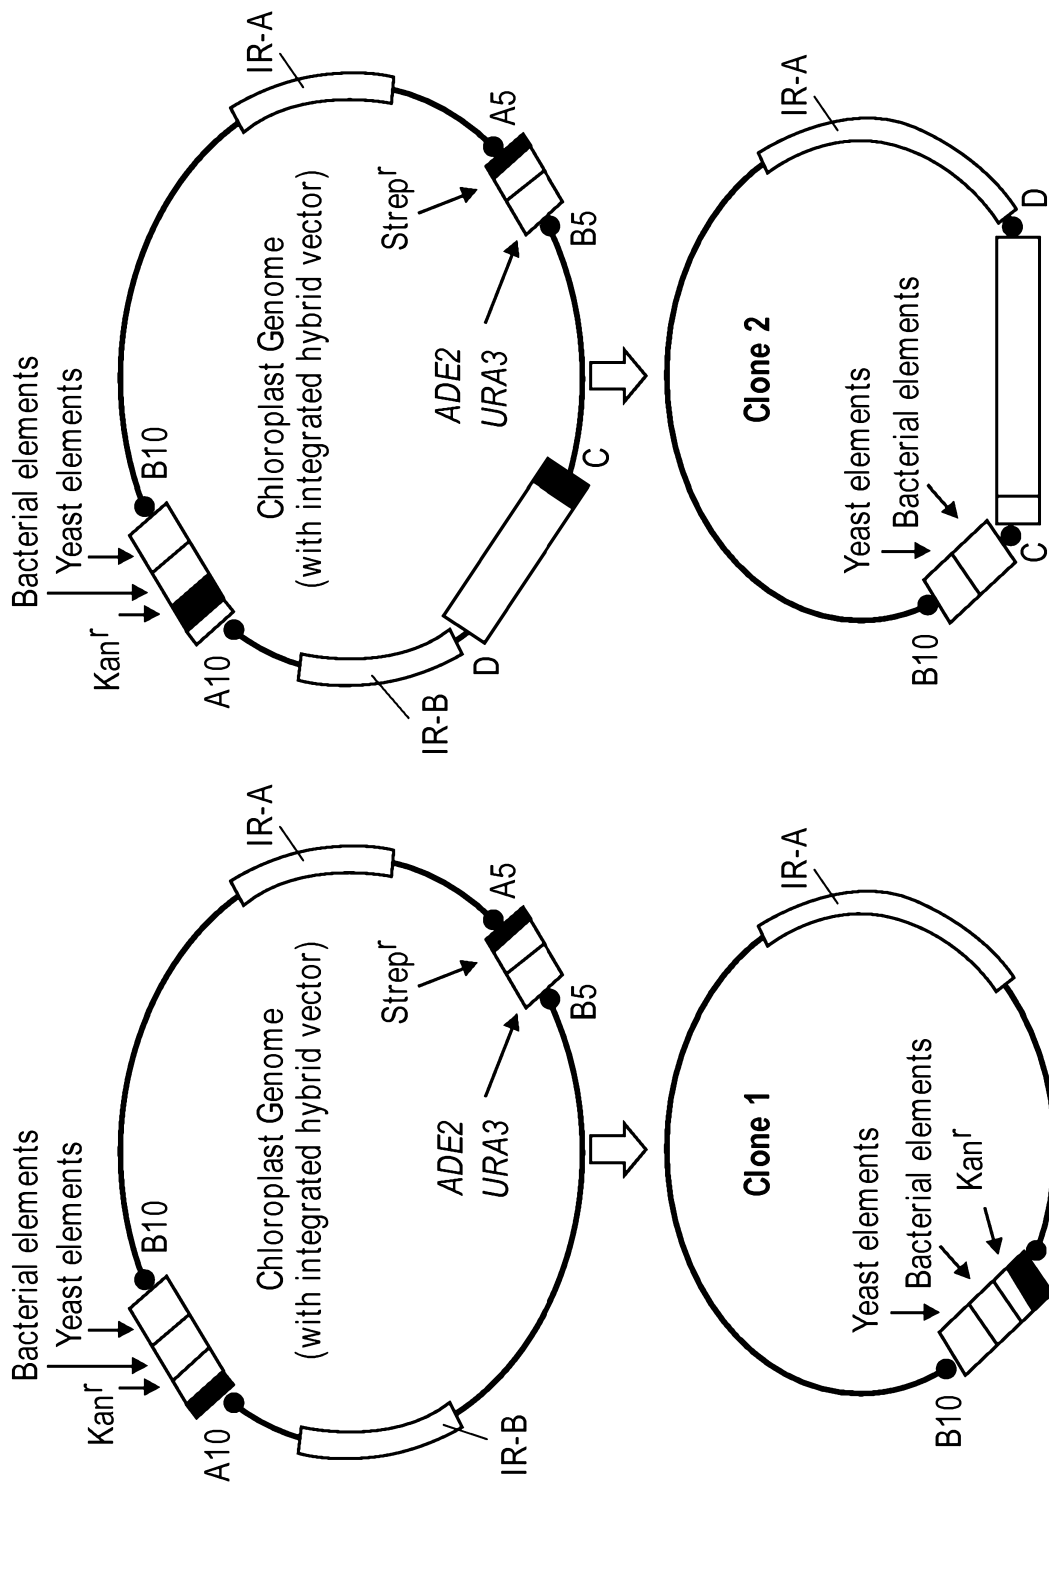 Bacterial elements
Yeast elements
Kanr
A10
B10
IR-B
IR-A
Chloroplast Genome
(with integrated hybrid vector)
Strepr
A5
B5
ADE2
URA3
Clone 1
IR-A
Yeast elements
Bacterial elements
Kanr
B10
Bacterial elements
Yeast elements
Kanr
A10
B10
IR-B
IR-A
Chloroplast Genome
(with integrated hybrid vector)
Strepr
A5
B5
ADE2
URA3
D
C
Clone 2
IR-A
Yeast elements
Bacterial elements
B10
C
D